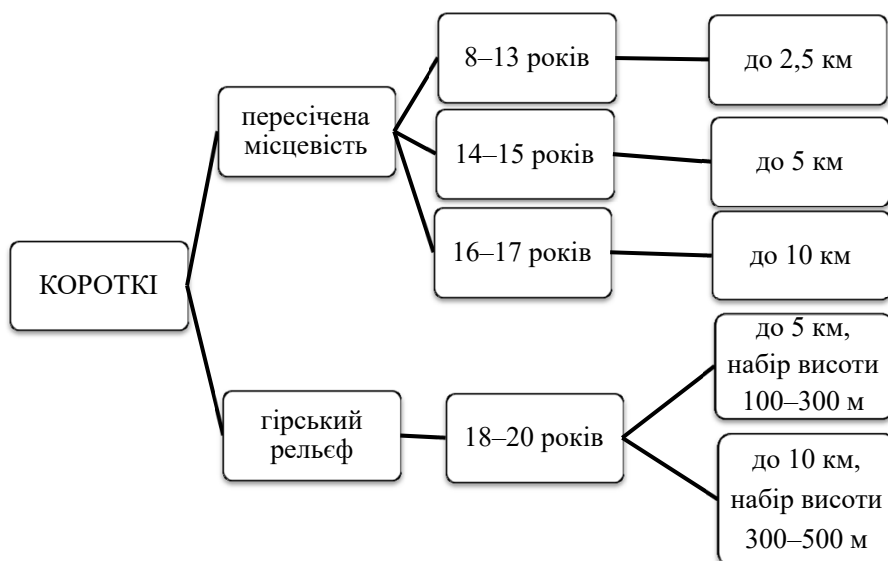 КОРОТКІ
пересічена
місцевість
8–13 років
до 2,5 км
14–15 років
до 5 км
16–17 років
до 10 км
гірський
рельєф
18–20 років
до 5 км,
набір висоти
100–300 м
до 10 км,
набір висоти
300–500 м